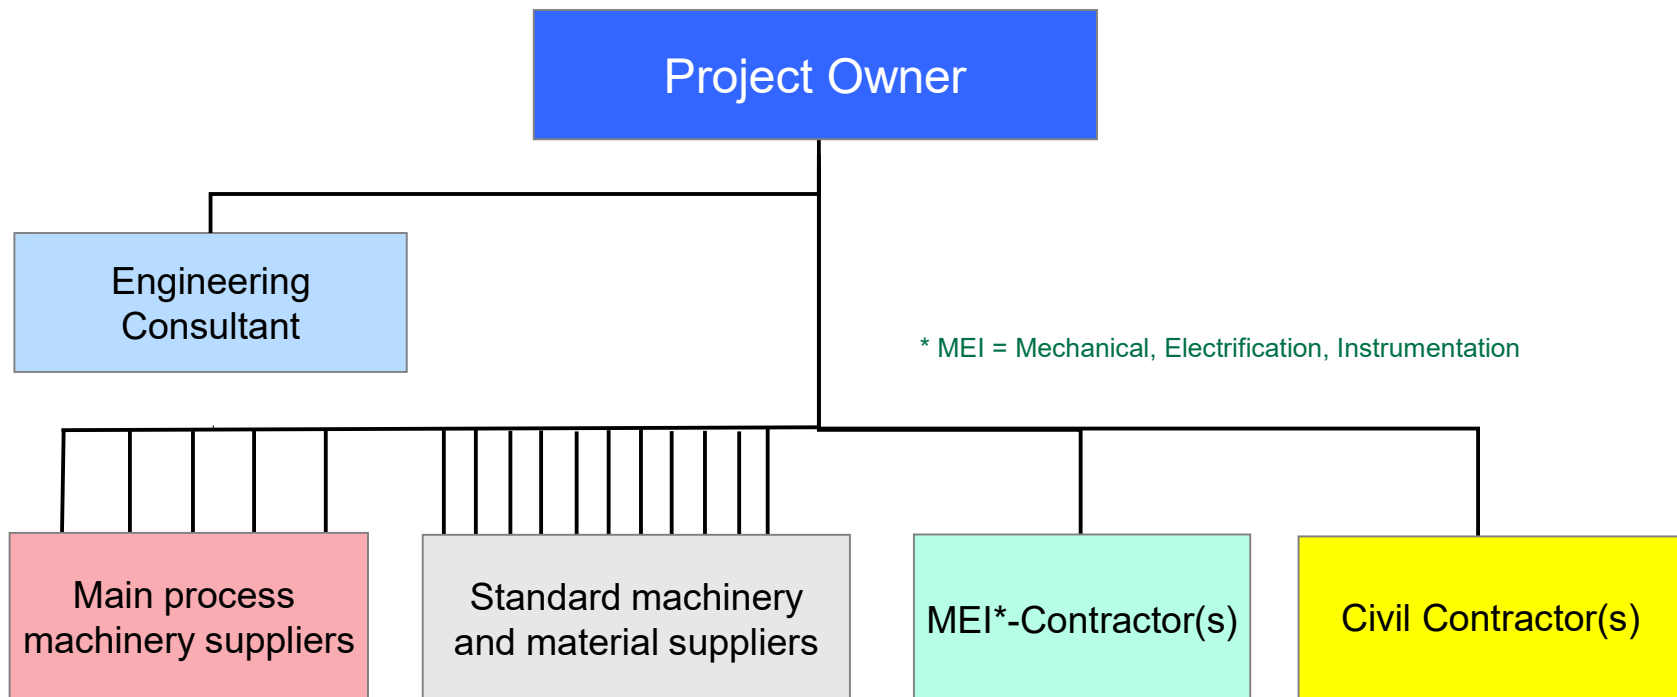 Project Owner
Engineering
Consultant
* MEI = Mechanical, Electrification, Instrumentation
Main process
machinery suppliers
Standard machinery
and material suppliers
MEI*-Contractor(s)
Civil Contractor(s)